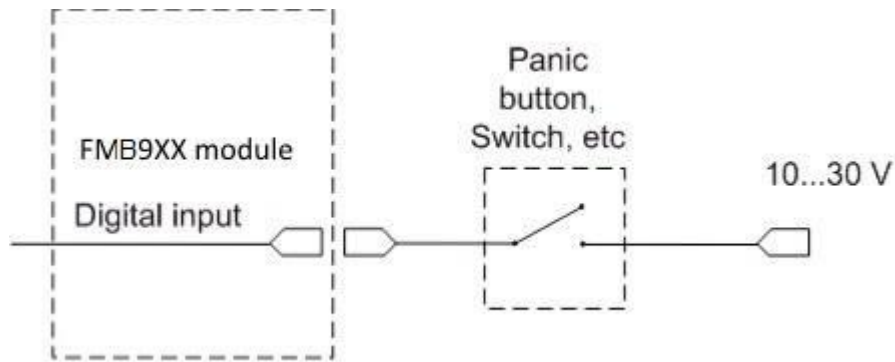 FMB9XX module
Digital input
Panic
button,
Switch, etc
10...30 V